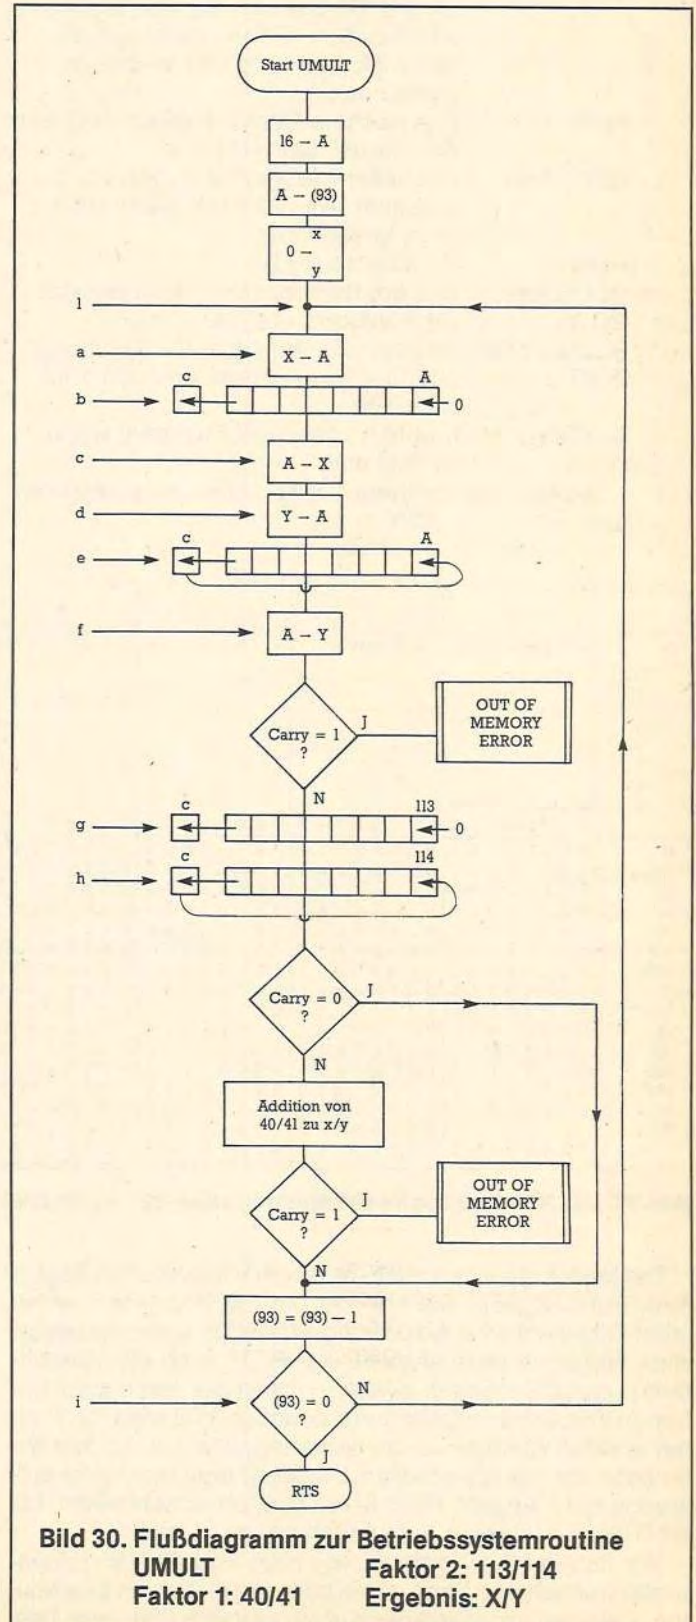 Start UMULT
16 → A
A → (93)
x
0 →
y
l
a
X → A
c
A
b
0
c
A → X
d
Y → A
c
A
e
f
A → Y
Carry = 1
?
J
OUT OF
MEMORY
ERROR
N
c
113
g
0
c
114
h
Carry = 0
?
J
N
Addition von
40/41 zu x/y
Carry = 1
?
J
OUT OF
MEMORY
ERROR
N
(93) = (93) – 1
i
(93) = 0
?
N
J
RTS
Bild 30. Flußdiagramm zur Betriebssystemroutine
UMULT Faktor 2: 113/114
Faktor 1: 40/41 Ergebnis: X/Y